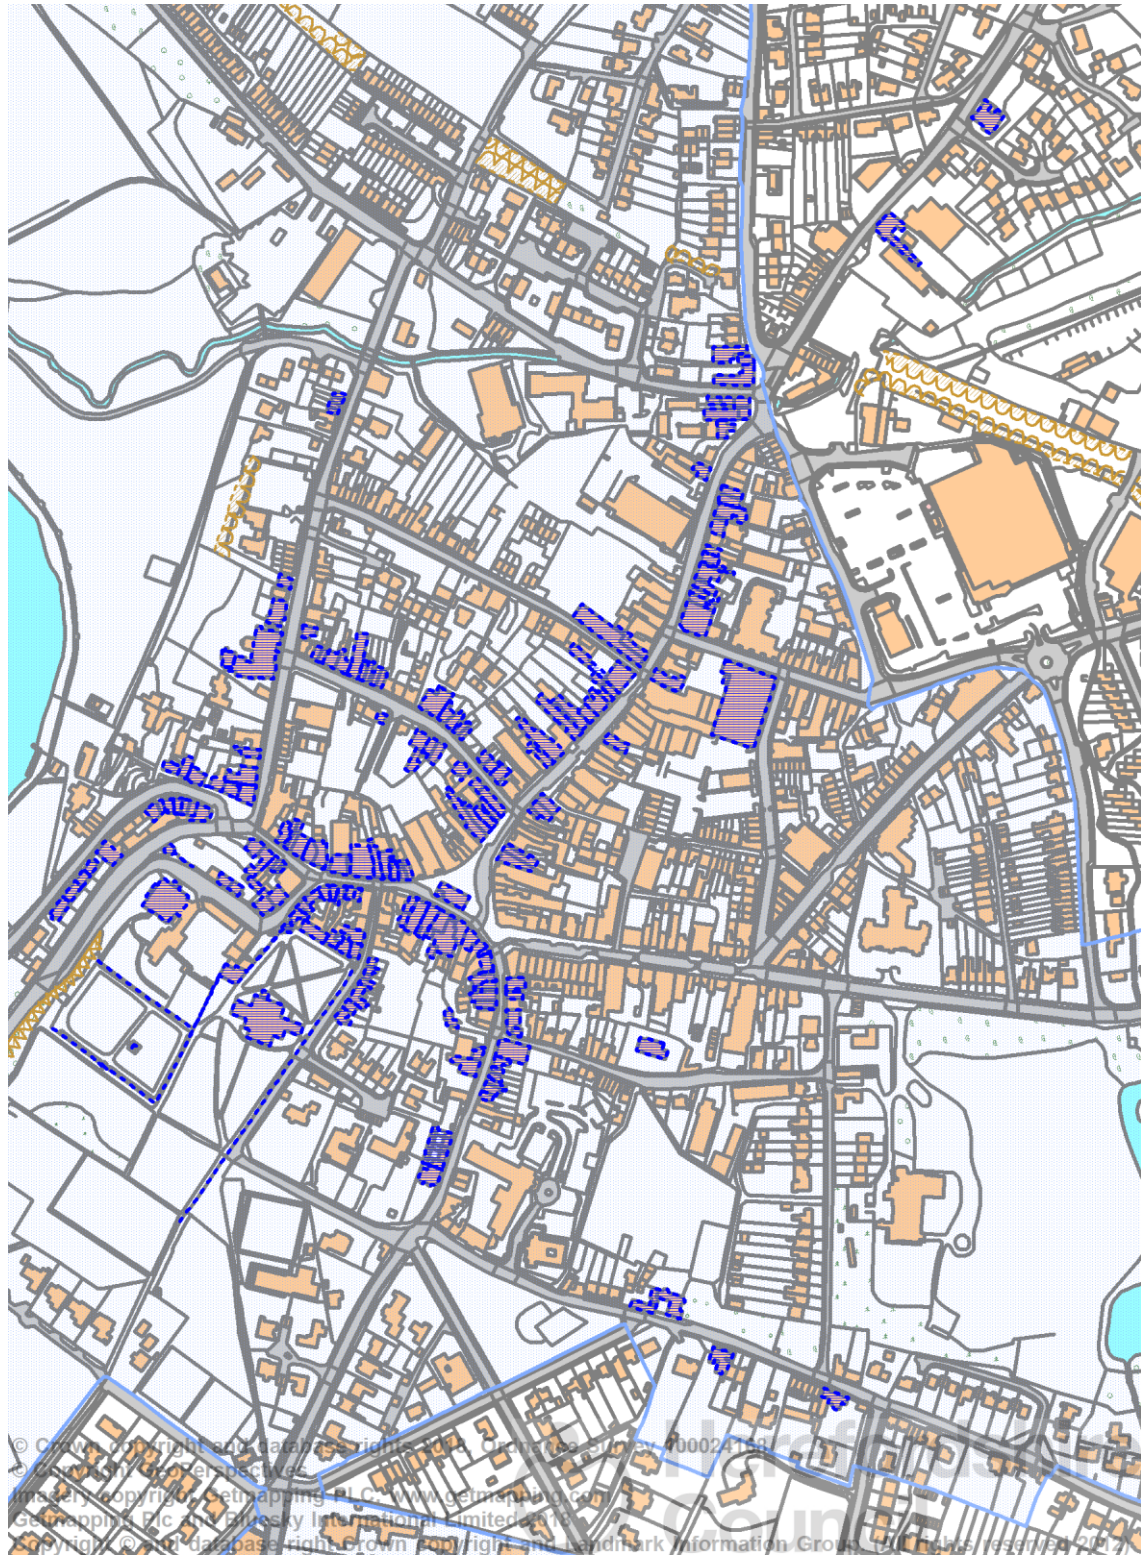 © Crown copyright and database rights 2018. Ordnance Survey 100024168
© Copyright GeoPerspectives
Imagery copyright Getmapping PLC: www.getmapping.com
Getmapping Plc and Bluesky International Limited 2018
Copyright © and database right Crown copyright and Landmark Information Group (All rights reserved 2012)
Herefordshire
Council